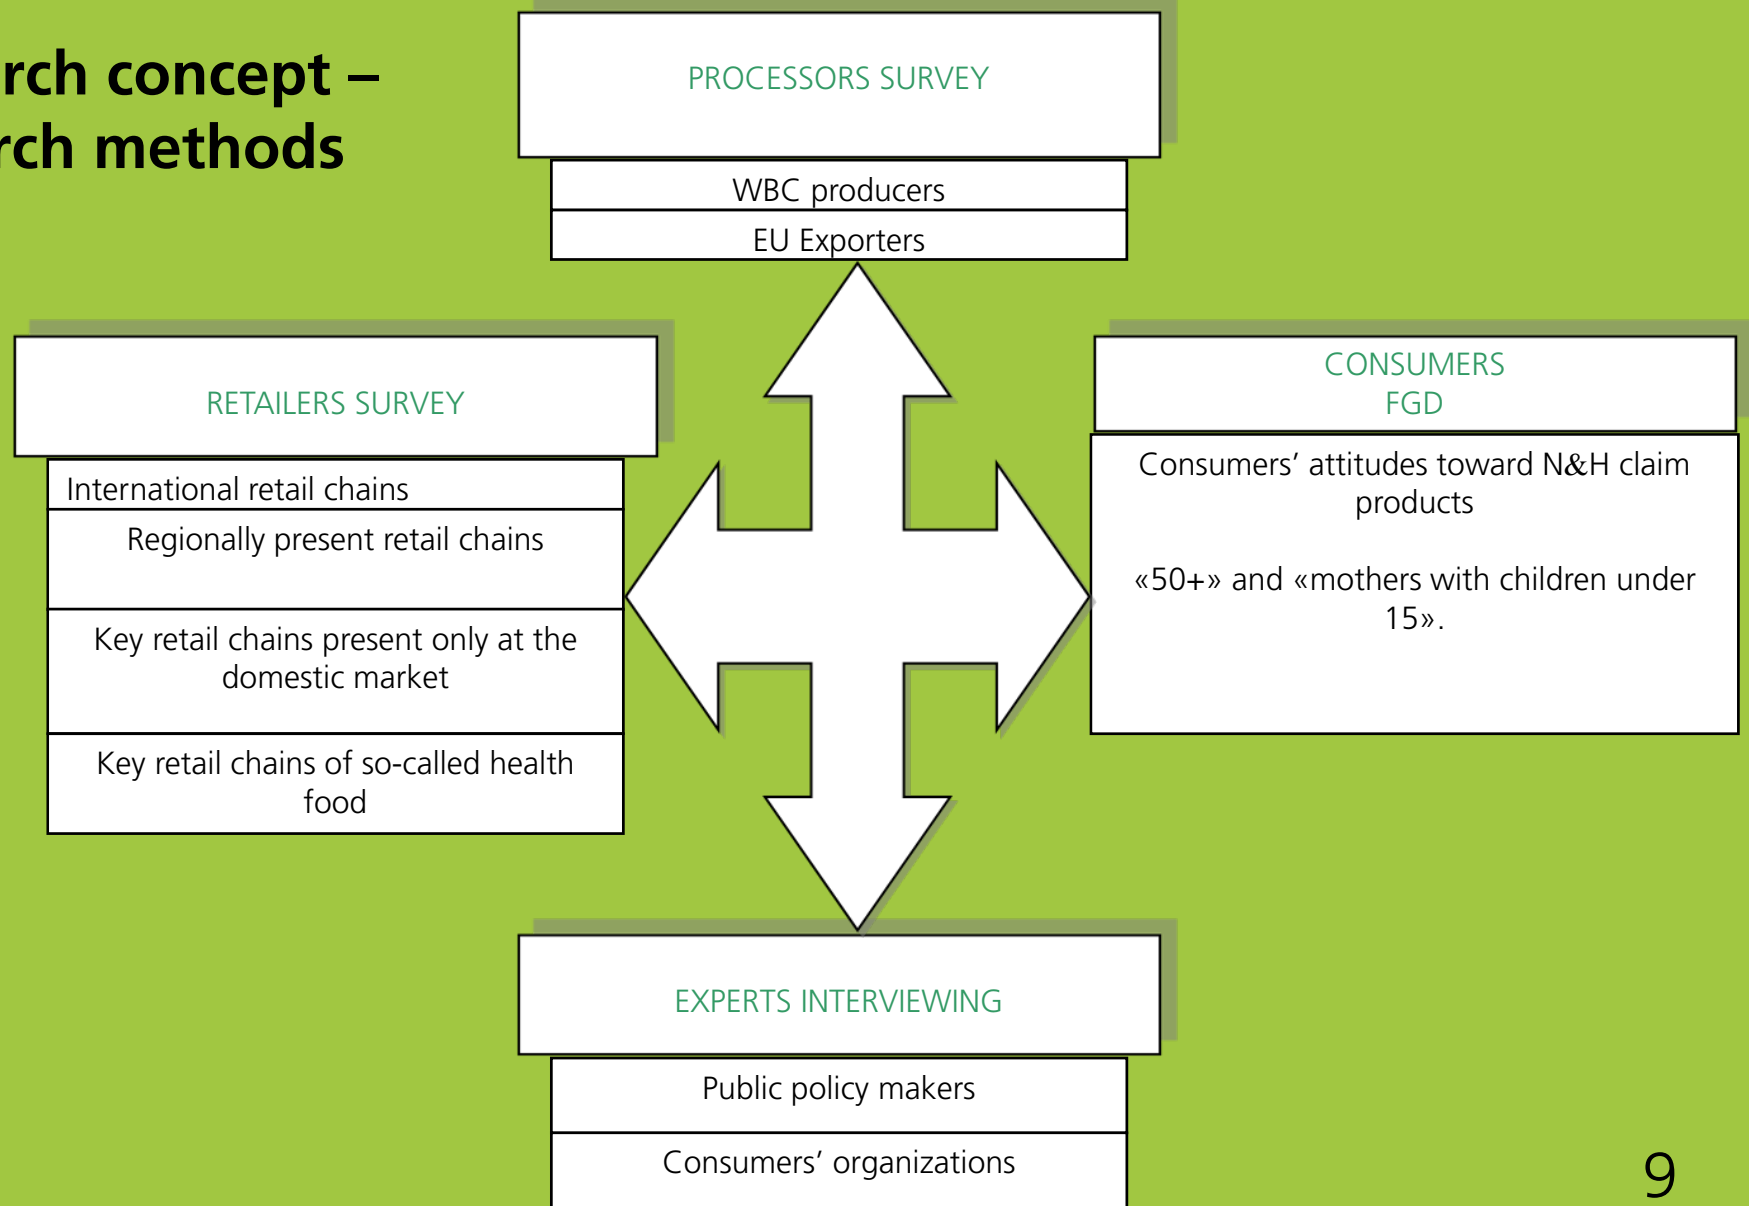 rch concept –
rch methods
PROCESSORS SURVEY
WBC producers
EU Exporters
RETAILERS SURVEY
International retail chains
Regionally present retail chains
Key retail chains present only at the
domestic market
Key retail chains of so-called health
food
CONSUMERS
FGD
Consumers’ attitudes toward N&H claim
products
«50+» and «mothers with children under
15».
EXPERTS INTERVIEWING
Public policy makers
Consumers’ organizations
9